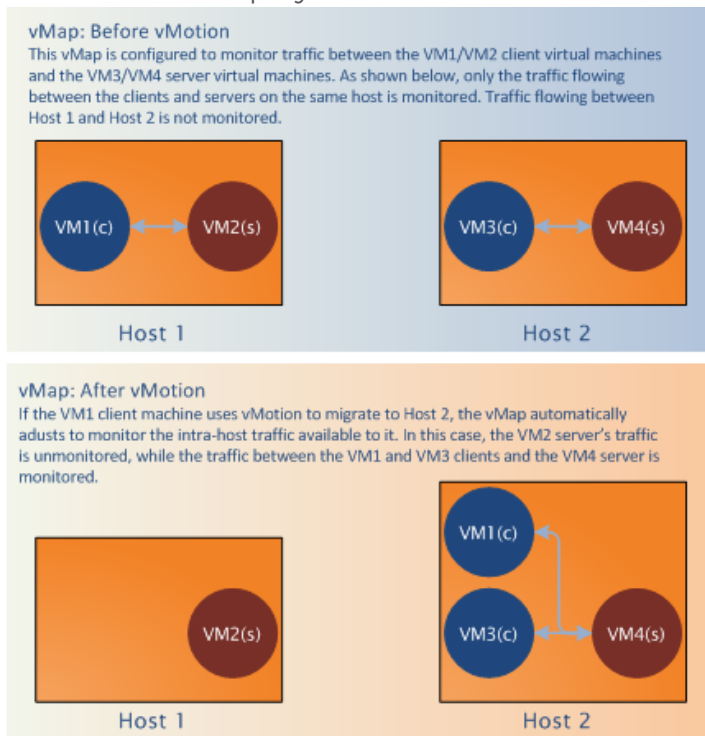 vMap: Before vMotion
This vMap is configured to monitor traffic between the VM1/VM2 client virtual machines
and the VM3/VM4 server virtual machines. As shown below, only the traffic flowing
between the clients and servers on the same host is monitored. Traffic flowing between
Host 1 and Host 2 is not monitored.
VM1(c)
VM2(s)
VM3(c)
VM4(s)
Host 1
Host 2
vMap: After vMotion
If the VM1 client machine uses vMotion to migrate to Host 2, the vMap automatically
adusts to monitor the intra-host traffic available to it. In this case, the VM2 server's traffic
is unmonitored, while the traffic between the VM1 and VM3 clients and the VM4 server is
monitored.
VM1(c)
VM2(s)
VM3(c)
VM4(s)
Host 1
Host 2